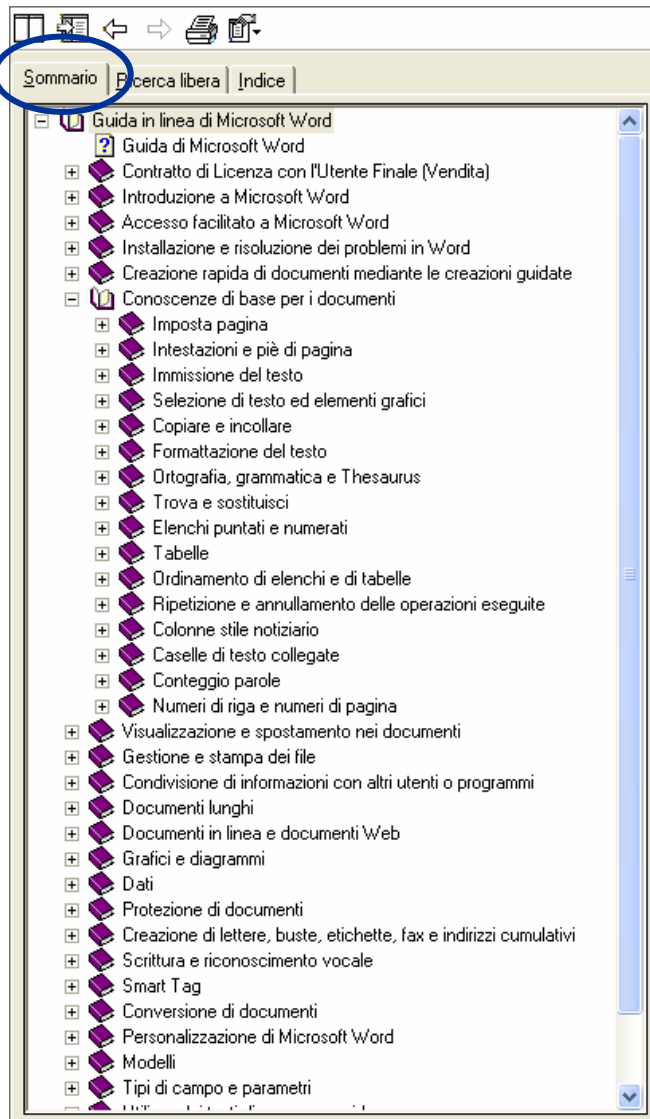 Sommario Ricerca libera Indice
Guida in linea di Microsoft Word
Guida di Microsoft Word
Contratto di Licenza con l'Utente Finale (Vendita)
Introduzione a Microsoft Word
Accesso facilitato a Microsoft Word
Installazione e risoluzione dei problemi in Word
Creazione rapida di documenti mediante le creazioni guidate
Conoscenze di base per i documenti
Imposta pagina
Intestazioni e piè di pagina
Immissione del testo
Selezione di testo ed elementi grafici
Copiare e incollare
Formattazione del testo
Ortografia, grammatica e Thesaurus
Trova e sostituisci
Elenchi puntati e numerati
Tabelle
Ordinamento di elenchi e di tabelle
Ripetizione e annullamento delle operazioni eseguite
Colonne stile notiziario
Caselle di testo collegate
Conteggio parole
Numeri di riga e numeri di pagina
Visualizzazione e spostamento nei documenti
Gestione e stampa dei file
Condivisione di informazioni con altri utenti o programmi
Documenti lunghi
Documenti in linea e documenti Web
Grafici e diagrammi
Dati
Protezione di documenti
Creazione di lettere, buste, etichette, fax e indirizzi cumulativi
Scrittura e riconoscimento vocale
Smart Tag
Conversione di documenti
Personalizzazione di Microsoft Word
Modelli
Tipi di campo e parametri